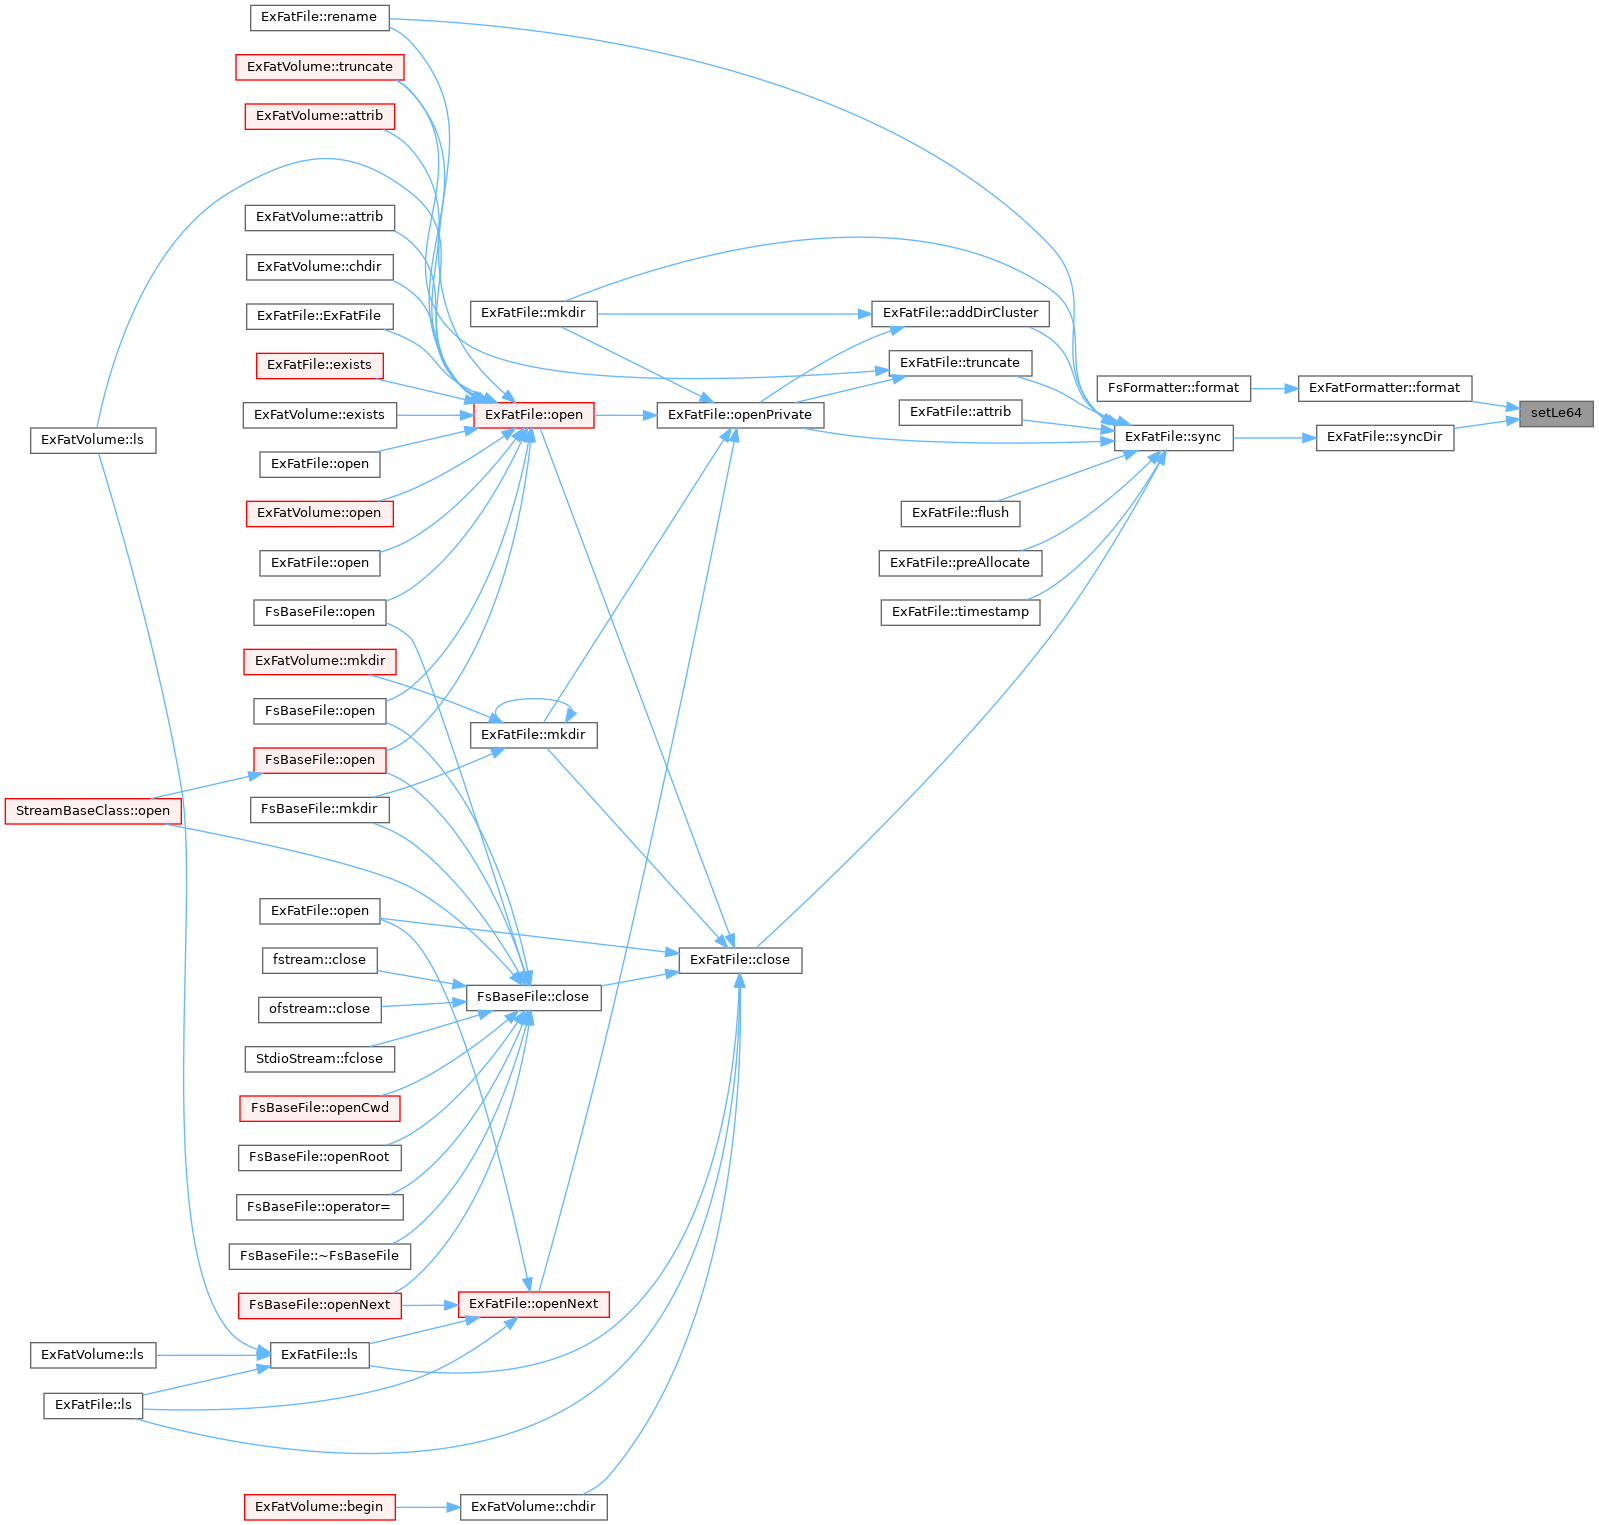 ExFatFile::rename
ExFatVolume::truncate
ExFatVolume::attrib
ExFatVolume::attrib
ExFatVolume::chdir
ExFatFile::ExFatFile
ExFatFile::exists
ExFatVolume::exists
ExFatVolume::ls
ExFatFile::open
ExFatVolume::open
ExFatFile::open
FsBaseFile::open
ExFatVolume::mkdir
FsBaseFile::open
FsBaseFile::open
StreamBaseClass::open
FsBaseFile::mkdir
ExFatFile::open
fstream::close
ofstream::close
StdioStream::fclose
FsBaseFile::openCwd
FsBaseFile::openRoot
FsBaseFile::operator=
FsBaseFile::~FsBaseFile
FsBaseFile::openNext
ExFatVolume::ls
ExFatFile::ls
ExFatFile::ls
ExFatVolume::begin
ExFatFile::mkdir
ExFatFile::open
ExFatFile::mkdir
FsBaseFile::close
ExFatFile::openNext
ExFatVolume::chdir
ExFatFile::openPrivate
ExFatFile::close
ExFatFile::addDirCluster
ExFatFile::truncate
ExFatFile::attrib
ExFatFile::flush
ExFatFile::preAllocate
ExFatFile::timestamp
FsFormatter::format
ExFatFile::sync
ExFatFormatter::format
ExFatFile::syncDir
setLe64